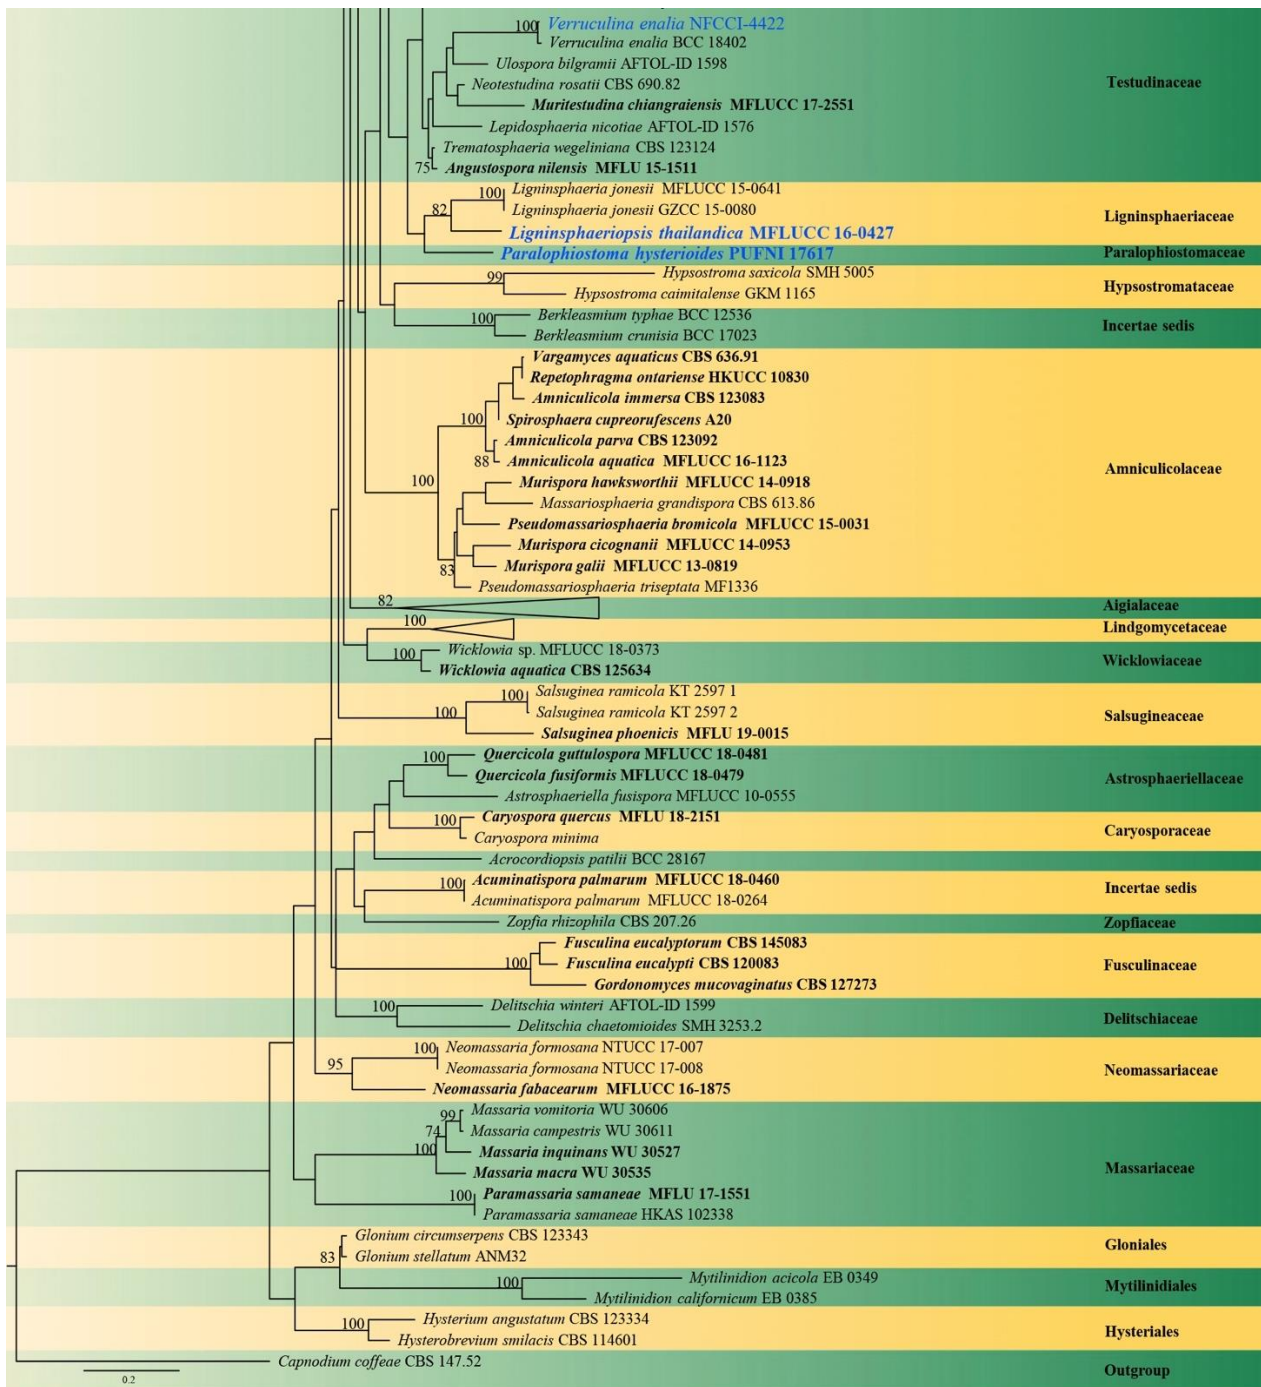 100 Verruculina enalia NFCCI-4422
Verruculina enalia BCC 18402
Ulospora bilgramii AFTOL-ID 1598
Testudinaceae
Neotestudina rosatii CBS 690.82
Muritestudina chiangraiensis MFLUCC 17-2551
Lepidosphaeria nicotiae AFTOL-ID 1576
Trematosphaeria wegeliniana CBS 123124
75 Angustospora nilensis MFLU 15-1511
100 Ligninsphaeria jonesii MFLUCC 15-0641
82 Ligninsphaeria jonesii GZCC 15-0080
Ligninsphaeriaceae
Ligninsphaeriopsis thailandica MFLUCC 16-0427
Paralophiostoma hysterioides PUFNI 17617
Paralophiostomaceae
99 Hypsostroma saxicola SMH 5005
Hypsostromataceae
Hypsostroma caimitalense GKM 1165
100 Berkleasmium typhae BCC 12536
Incertae sedis
Berkleasmium crunisia BCC 17023
Vargamyces aquaticus CBS 636.91
Repetophragma ontariense HKUCC 10830
Amniculicola immersa CBS 123083
100 Spirosphaera cupreorufescens A20
Amniculicola parva CBS 123092
88 Amniculicola aquatica MFLUCC 16-1123
Amniculicolaceae
100 Murispora hawksworthii MFLUCC 14-0918
Massariosphaeria grandispora CBS 613.86
Pseudomassariosphaeria bromicola MFLUCC 15-0031
Murispora cicognanii MFLUCC 14-0953
83 Murispora galii MFLUCC 13-0819
Pseudomassariosphaeria triseptata MF1336
82 Aigialaceae
100 Lindgomycetaceae
100 Wicklowia sp. MFLUCC 18-0373
Wicklowiaceae
Wicklowia aquatica CBS 125634
100 Salsuginea ramicola KT 2597 1
100 Salsuginea ramicola KT 2597 2
Salsugineaceae
Salsuginea phoenicis MFLU 19-0015
100 Quercicola guttulospora MFLUCC 18-0481
Quercicola fusiformis MFLUCC 18-0479
Astrosphaeriellaceae
Astrosphaeriella fusispora MFLUCC 10-0555
100 Caryospora quercus MFLU 18-2151
Caryosporaceae
Caryospora minima
Acrocordiopsis patilii BCC 28167
100 Acuminatispora palmarum MFLUCC 18-0460
Incertae sedis
Acuminatispora palmarum MFLUCC 18-0264
Zopfia rhizophila CBS 207.26
Zopfiaceae
Fusculina eucalyptorum CBS 145083
100 Fusculina eucalypti CBS 120083
Fusculinaceae
Gordonomyces mucovaginatus CBS 127273
100 Delitschia winteri AFTOL-ID 1599
Delitschiaceae
Delitschia chaetomioides SMH 3253.2
100 Neomassaria formosana NTUCC 17-007
95 Neomassaria formosana NTUCC 17-008
Neomassariaceae
Neomassaria fabacearum MFLUCC 16-1875
99 Massaria vomitoria WU 30606
74 Massaria campestris WU 30611
100 Massaria inquinans WU 30527
Massariaceae
Massaria macra WU 30535
100 Paramassaria samaneae MFLU 17-1551
Paramassaria samaneae HKAS 102338
Glonium circumserpens CBS 123343
Gloniales
83 Glonium stellatum ANM32
100 Mytilinidion acicola EB 0349
Mytilinidiales
Mytilinidion californicum EB 0385
100 Hysterium angustatum CBS 123334
Hysteriales
Hysterobrevium smilacis CBS 114601
Capnodium coffeae CBS 147.52
Outgroup
0.2